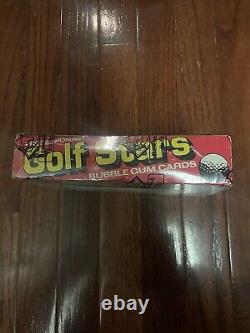 PROFESSIONAL
Golf Stars
BUBBLE GUM CARDS